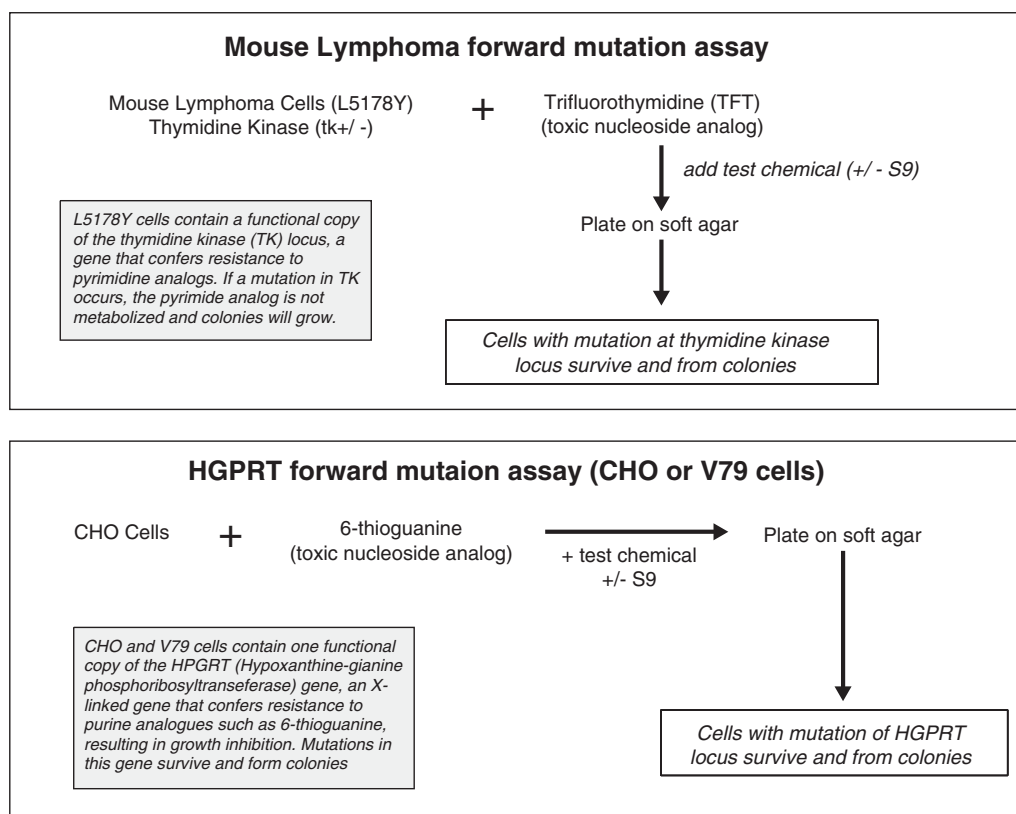 Mouse Lymphoma forward mutation assay
Mouse Lymphoma Cells (L5178Y)
Thymidine Kinase (tk+/ -)
+
Trifluorothymidine (TFT)
(toxic nucleoside analog)
add test chemical (+/ - S9)
Plate on soft agar
L5178Y cells contain a functional copy
of the thymidine kinase (TK) locus, a
gene that confers resistance to
pyrimidine analogs. If a mutation in TK
occurs, the pyrimide analog is not
metabolized and colonies will grow.
Cells with mutation at thymidine kinase
locus survive and from colonies
HGPRT forward mutaion assay (CHO or V79 cells)
CHO Cells
+
6-thioguanine
(toxic nucleoside analog)
+ test chemical
+/- S9
Plate on soft agar
CHO and V79 cells contain one functional
copy of the HPGRT (Hypoxanthine-gianine
phosphoribosyltranseferase) gene, an X-
linked gene that confers resistance to
purine analogues such as 6-thioguanine,
resulting in growth inhibition. Mutations in
this gene survive and form colonies
Cells with mutation of HGPRT
locus survive and from colonies